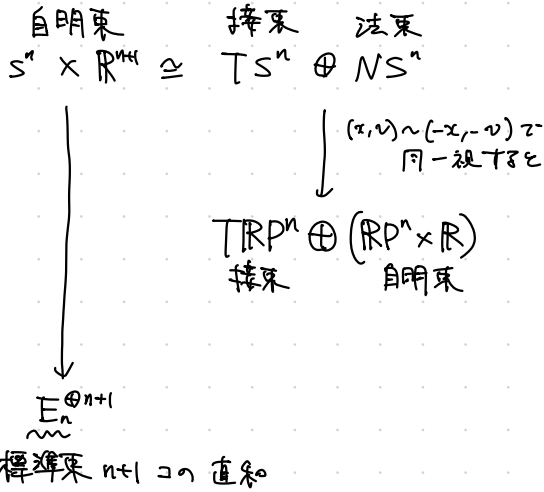 自明束 接束 法束
S^n × R^{n+1} ≃ TS^n ⊕ NS^n
(x,v)~(-x,-v)で
同一視すると
TRP^n ⊕ (RP^n × R)
接束 自明束
E_n^{⊕n+1}
標準束 n+1コの直和